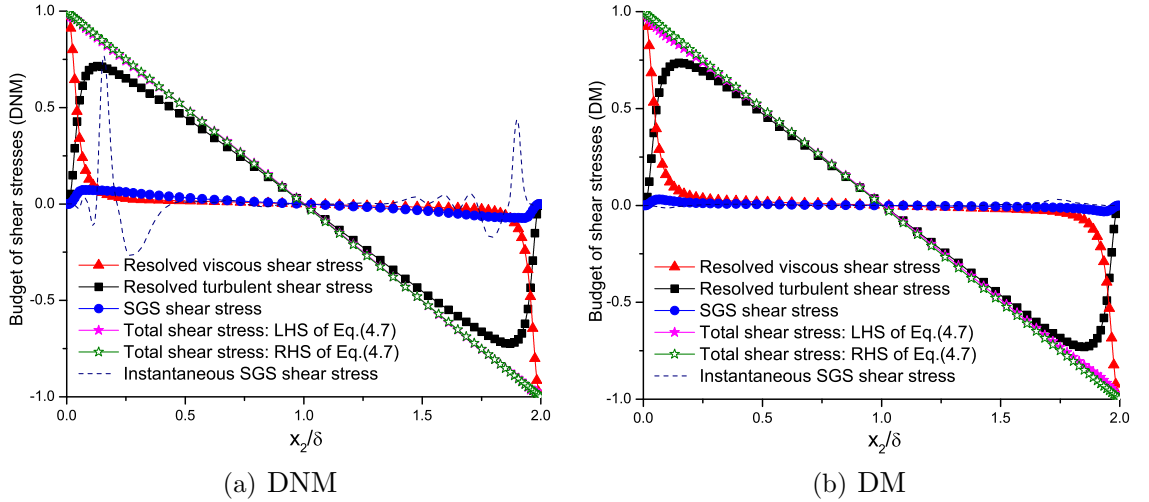 Budget of shear stresses (DNM)
1.0
0.5
0.0
-0.5
-1.0
Resolved viscous shear stress
Resolved turbulent shear stress
SGS shear stress
Total shear stress: LHS of Eq.(4.7)
Total shear stress: RHS of Eq.(4.7)
Instantaneous SGS shear stress
0.0 0.5 1.0 1.5 2.0
x₂/δ
(a) DNM
Budget of shear stresses (DM)
1.0
0.5
0.0
-0.5
-1.0
Resolved viscous shear stress
Resolved turbulent shear stress
SGS shear stress
Total shear stress: LHS of Eq.(4.7)
Total shear stress: RHS of Eq.(4.7)
Instantaneous SGS shear stress
0.0 0.5 1.0 1.5 2.0
x₂/δ
(b) DM